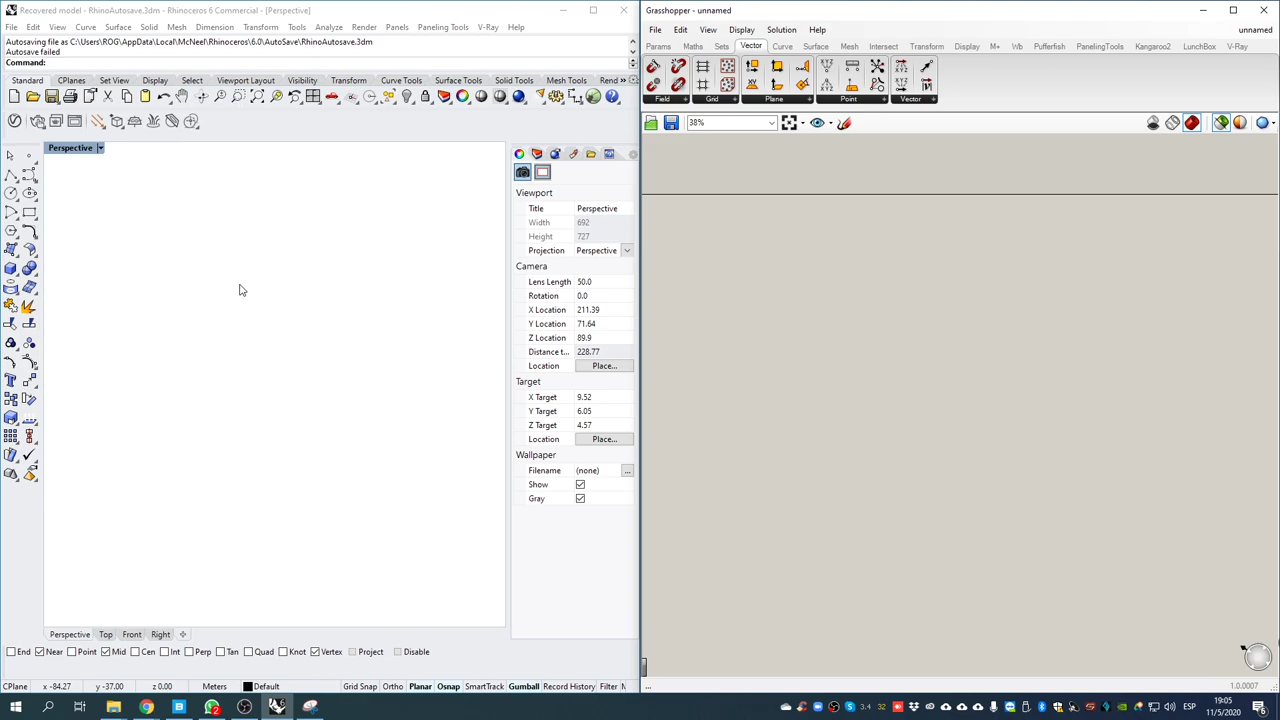 Recovered model - RhinoAutosave.3dm - Rhinoceros 6 Commercial - [Perspective]
File Edit View Curve Surface Solid Mesh Dimension Transform Tools Analyze Render Panels Paneling Tools V-Ray Help
Autosaving file as C:\Users\ROG\AppData\Local\McNeel\Rhinoceros\6.0\AutoSave\RhinoAutosave.3dm
Autosave failed
Command:
Standard CPlanes Set View Display Select Viewport Layout Visibility Transform Curve Tools Surface Tools Solid Tools Mesh Tools Rend »
Perspective
Viewport
Title Perspective
Width 692
Height 727
Projection Perspective
Camera
Lens Length 50.0
Rotation 0.0
X Location 211.39
Y Location 71.64
Z Location 89.9
Distance t... 228.77
Location Place...
Target
X Target 9.52
Y Target 6.05
Z Target 4.57
Location Place...
Wallpaper
Filename (none) ...
Show
Gray
Perspective Top Front Right
End Near Point Mid Cen Int Perp Tan Quad Knot Vertex Project Disable
CPlane x -84.27 y -37.00 z 0.00 Meters Default Grid Snap Ortho Planar Osnap SmartTrack Gumball Record History Filter
Grasshopper - unnamed
File Edit View Display Solution Help unnamed
Params Maths Sets Vector Curve Surface Mesh Intersect Transform Display M+ Wb Pufferfish PanelingTools Kangaroo2 LunchBox V-Ray
Field Grid Plane Point Vector
38%
... 1.0.0007
3.4 32 ESP 19:05
11/5/2020